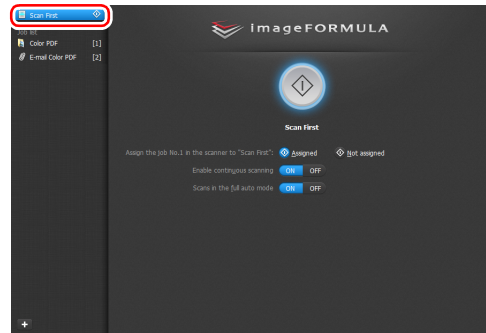 Scan First
Job list
Color PDF [1]
E-mail Color PDF [2]
imageFORMULA
Scan First
Assign the job No.1 in the scanner to "Scan First": Assigned Not assigned
Enable continuous scanning ON OFF
Scans in the full auto mode ON OFF
+